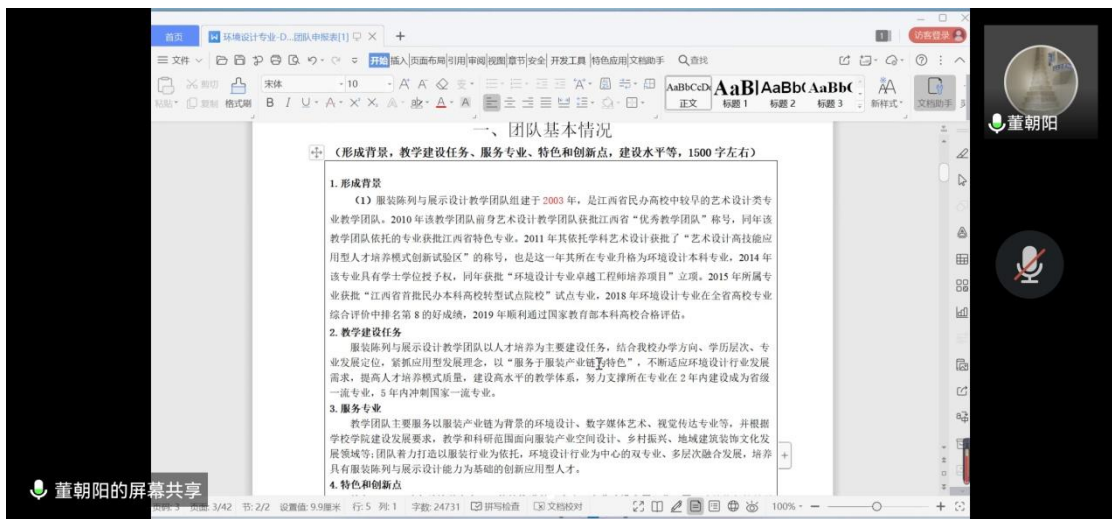 首页 环境设计专业-D...团队申报表[1] × + 1 访客登录
文件 开始 插入 页面布局 引用 审阅 视图 章节 安全 开发工具 特色应用 文档助手 查找
粘贴 剪切 复制 格式刷 宋体 10 B I U AaBbCcDd 正文 AaB 标题 1 AaBb( 标题 2 AaBb( 标题 3 新样式 文档助手
一、团队基本情况
（形成背景，教学建设任务、服务专业、特色和创新点，建设水平等，1500 字左右）
1. 形成背景
（1）服装陈列与展示设计教学团队组建于 2003 年，是江西省民办高校中较早的艺术设计类专
业教学团队。2010 年该教学团队前身艺术设计教学团队获批江西省“优秀教学团队”称号，同年该
教学团队依托的专业获批江西省特色专业。2011 年其依托学科艺术设计获批了“艺术设计高技能应
用型人才培养模式创新试验区”的称号，也是这一年其所在专业升格为环境设计本科专业，2014 年
该专业具有学士学位授予权，同年获批“环境设计专业卓越工程师培养项目”立项。2015 年所属专
业获批“江西省首批民办本科高校转型试点院校”试点专业，2018 年环境设计专业在全省高校专业
综合评价中排名第 8 的好成绩，2019 年顺利通过国家教育部本科高校合格评估。
2. 教学建设任务
服装陈列与展示设计教学团队以人才培养为主要建设任务，结合我校办学方向、学历层次、专
业发展定位，紧抓应用型发展理念，以“服务于服装产业链为特色”，不断适应环境设计行业发展
需求，提高人才培养模式质量，建设高水平的教学体系，努力支撑所在专业在 2 年内建设成为省级
一流专业，5 年内冲刺国家一流专业。
3. 服务专业
教学团队主要服务以服装产业链为背景的环境设计、数字媒体艺术、视觉传达专业等，并根据
学校学院建设发展要求，教学和科研范围面向服装产业空间设计、乡村振兴、地域建筑装饰文化发
展领域等；团队着力打造以服装行业为依托，环境设计行业为中心的双专业、多层次融合发展，培养
具有服装陈列与展示设计能力为基础的创新应用型人才。
4. 特色和创新点
页面: 3/42 节: 2/2 设置值: 9.9厘米 行: 5 列: 1 字数: 24731 拼写检查 文档校对 100%
董朝阳
董朝阳的屏幕共享